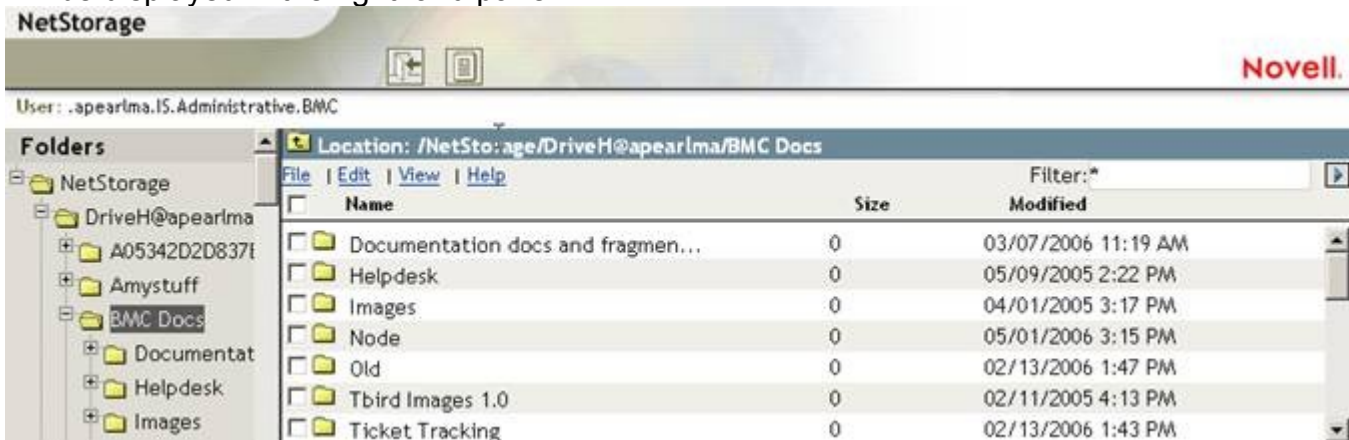 NetStorage
Novell.
User: .apearlma.IS.Administrative.BMC
Folders
NetStorage
DriveH@apearlma
A05342D2D837E
Amystuff
BMC Docs
Documentat
Helpdesk
Images
Location: /NetStorage/DriveH@apearlma/BMC Docs
File | Edit | View | Help Filter:*
Name Size Modified
Documentation docs and fragmen... 0 03/07/2006 11:19 AM
Helpdesk 0 05/09/2005 2:22 PM
Images 0 04/01/2005 3:17 PM
Node 0 05/01/2006 3:15 PM
Old 0 02/13/2006 1:47 PM
Tbird Images 1.0 0 02/11/2005 4:13 PM
Ticket Tracking 0 02/13/2006 1:43 PM